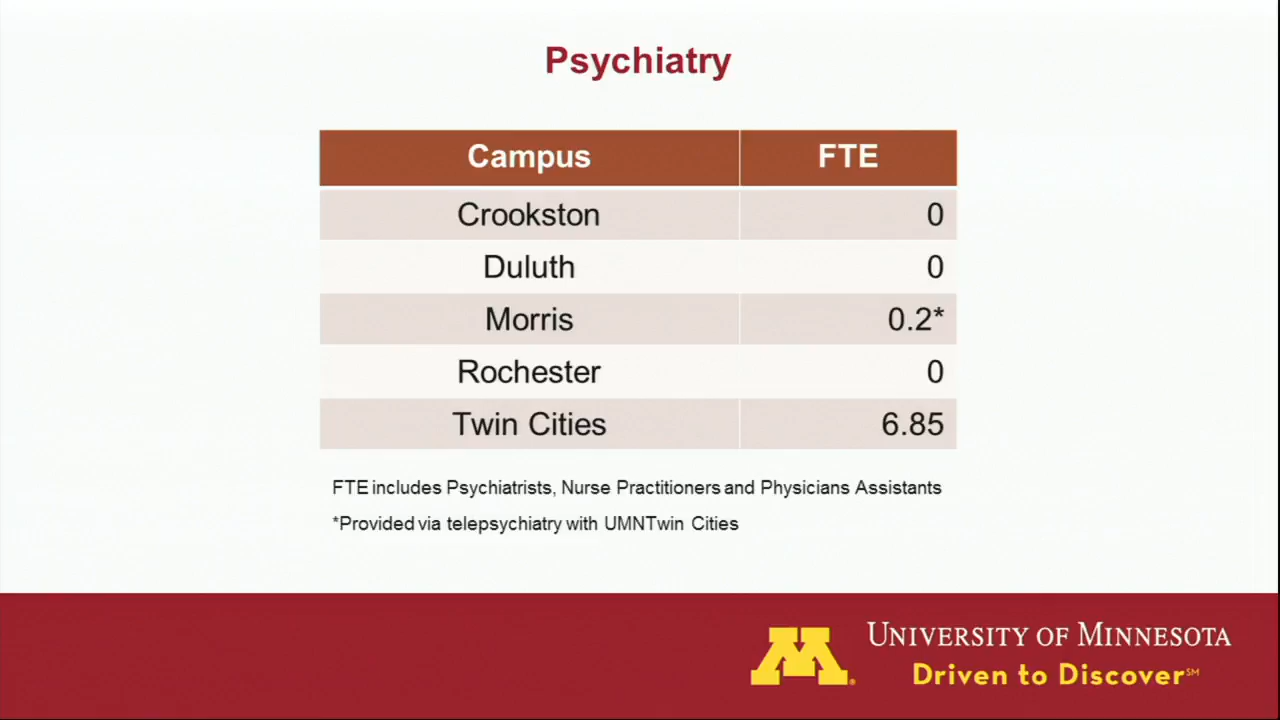 Psychiatry
Campus FTE
Crookston 0
Duluth 0
Morris 0.2*
Rochester 0
Twin Cities 6.85
FTE includes Psychiatrists, Nurse Practitioners and Physicians Assistants
*Provided via telepsychiatry with UMNTwin Cities
M®
UNIVERSITY OF MINNESOTA
Driven to Discover℠